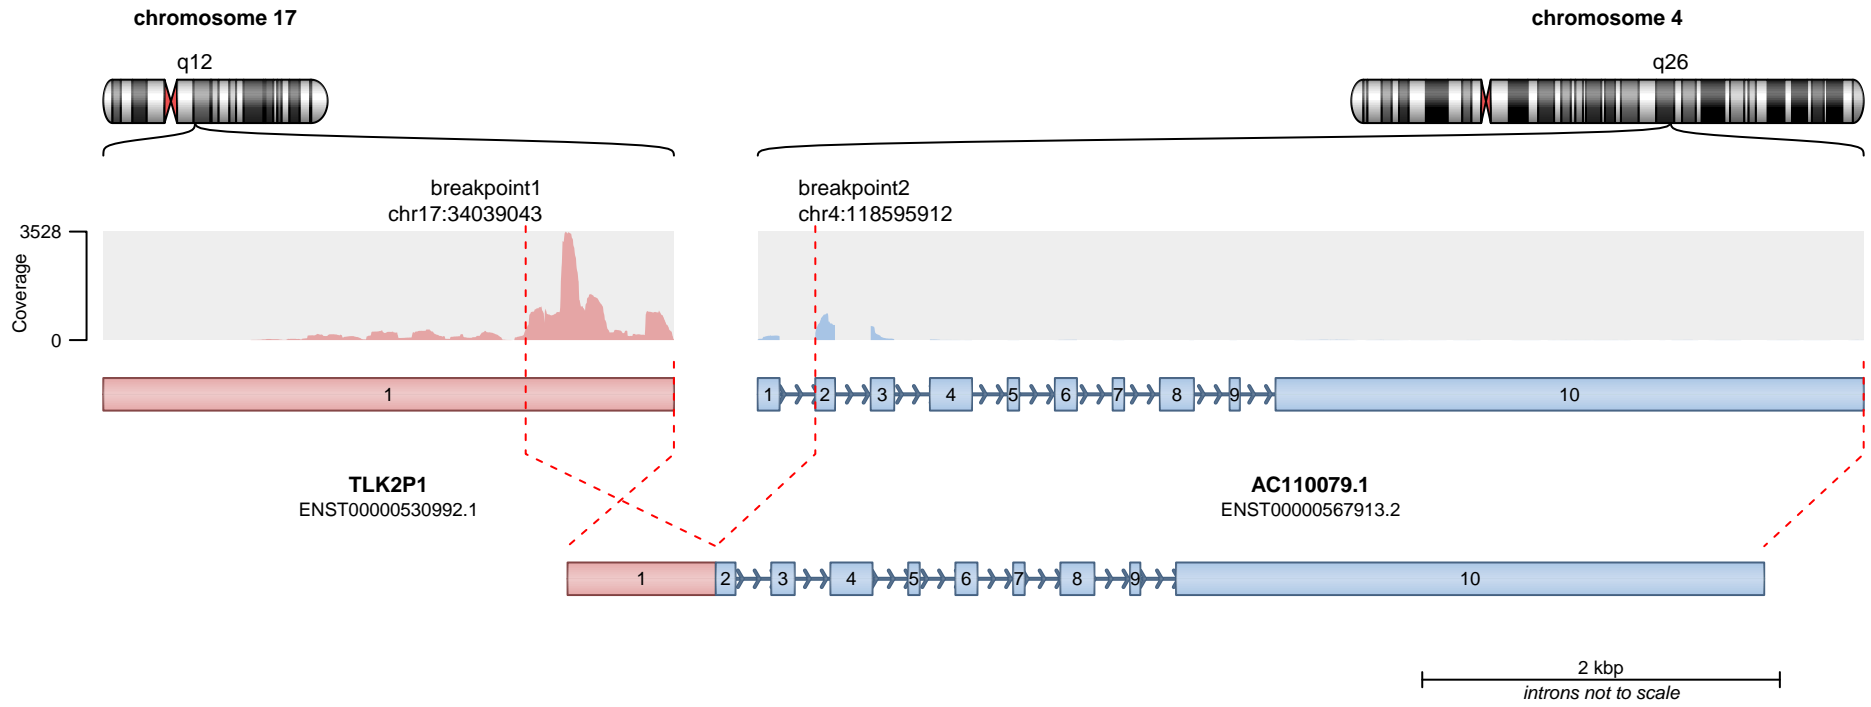 chromosome 17
chromosome 4
q12
q26
breakpoint1
chr17:34039043
breakpoint2
chr4:118595912
3528
0
Coverage
1
1 2 3 4 5 6 7 8 9 10
TLK2P1
ENST00000530992.1
AC110079.1
ENST00000567913.2
1 2 3 4 5 6 7 8 9 10
2 kbp
introns not to scale